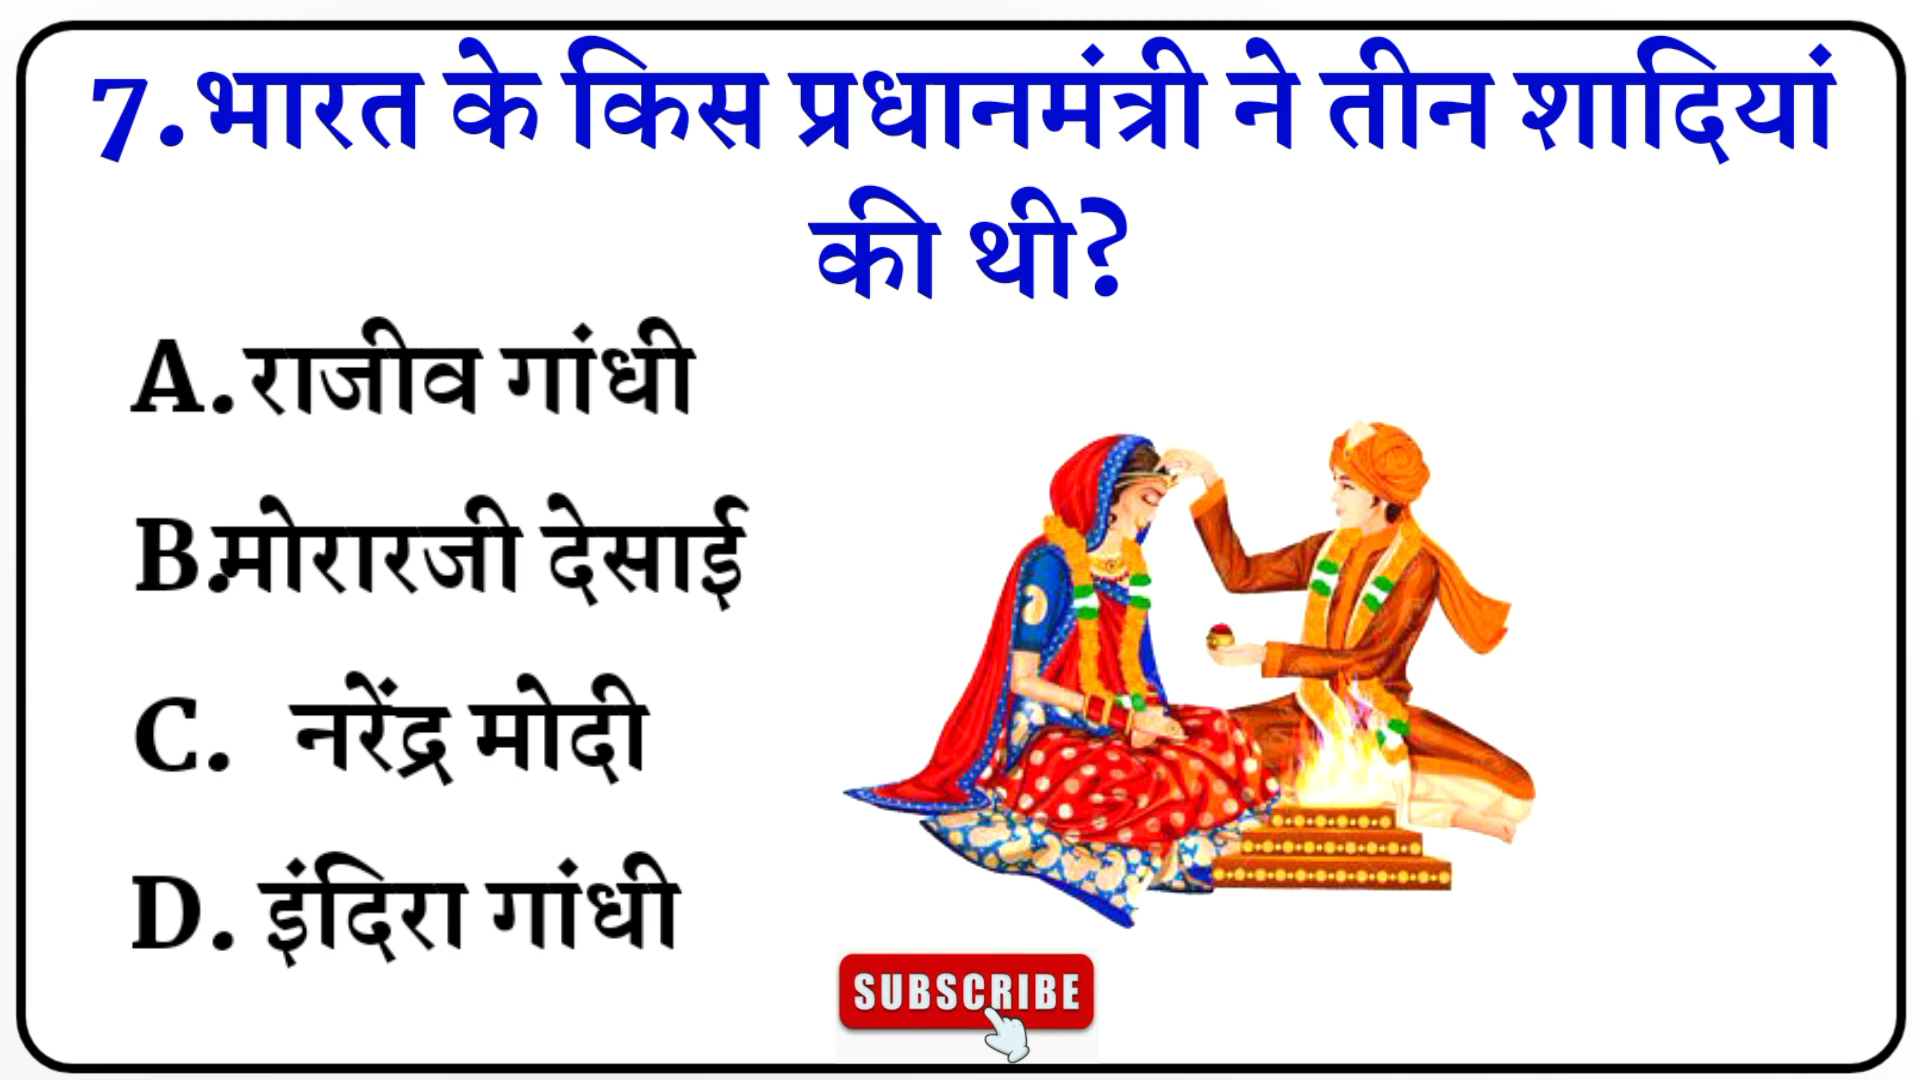 7. भारत के किस प्रधानमंत्री ने तीन शादियां
की थी?
A. राजीव गांधी
B. मोरारजी देसाई
C. नरेंद्र मोदी
D. इंदिरा गांधी
SUBSCRIBE